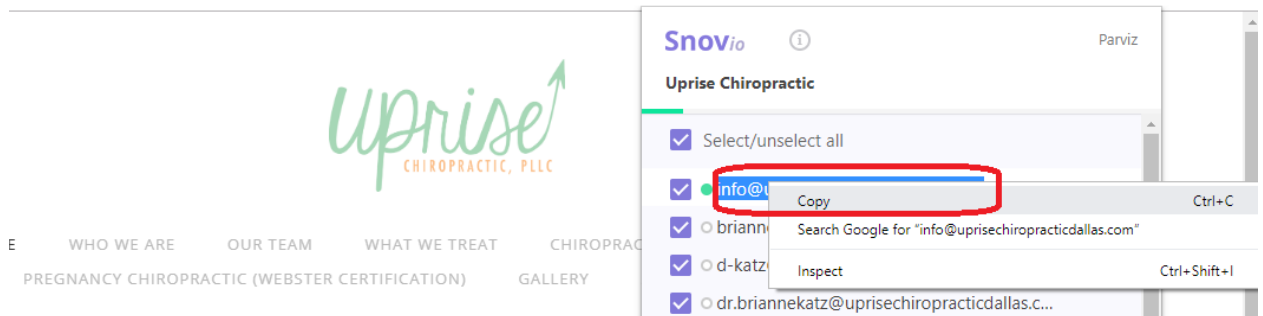 uprise
CHIROPRACTIC, PLLC
E WHO WE ARE OUR TEAM WHAT WE TREAT CHIROPRAC
PREGNANCY CHIROPRACTIC (WEBSTER CERTIFICATION) GALLERY
Snovio
i
Parviz
Uprise Chiropractic
Select/unselect all
info@u
briann
d-katz
dr.briannekatz@uprisechiropracticdallas.c...
Copy Ctrl+C
Search Google for “info@uprisechiropracticdallas.com”
Inspect Ctrl+Shift+I